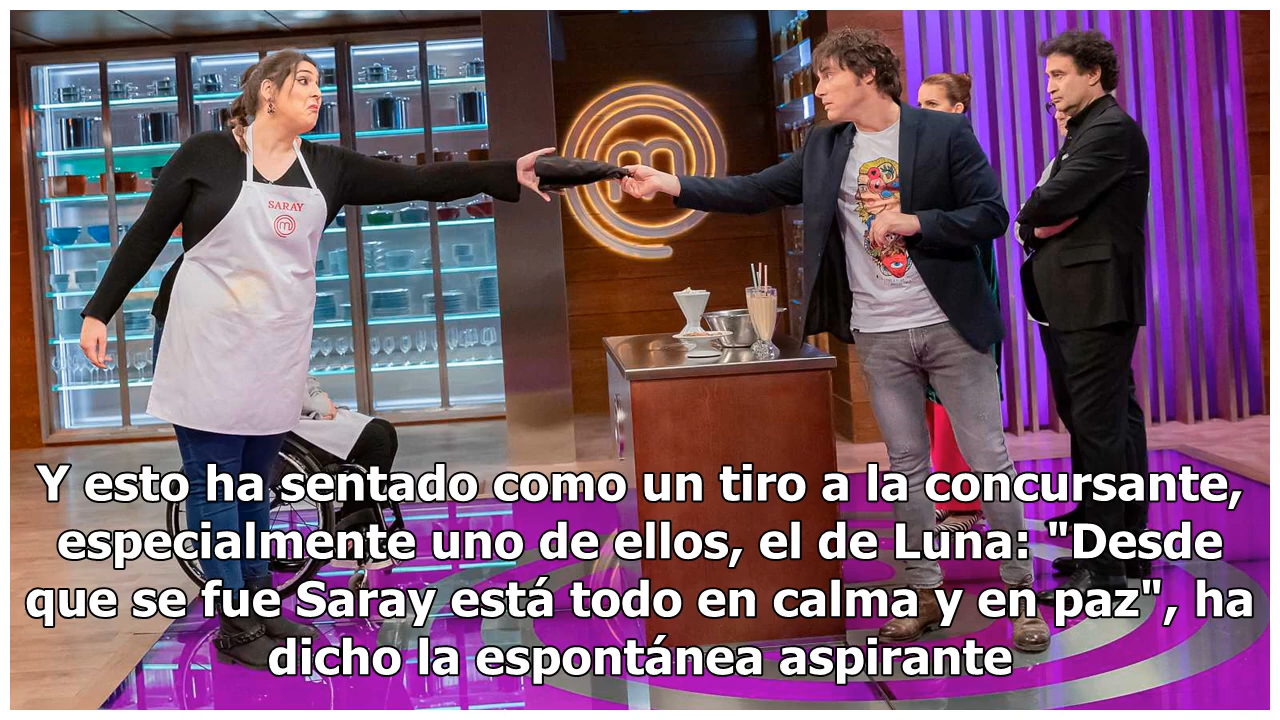 SARAY
Y esto ha sentado como un tiro a la concursante,
especialmente uno de ellos, el de Luna: "Desde
que se fue Saray está todo en calma y en paz", ha
dicho la espontánea aspirante